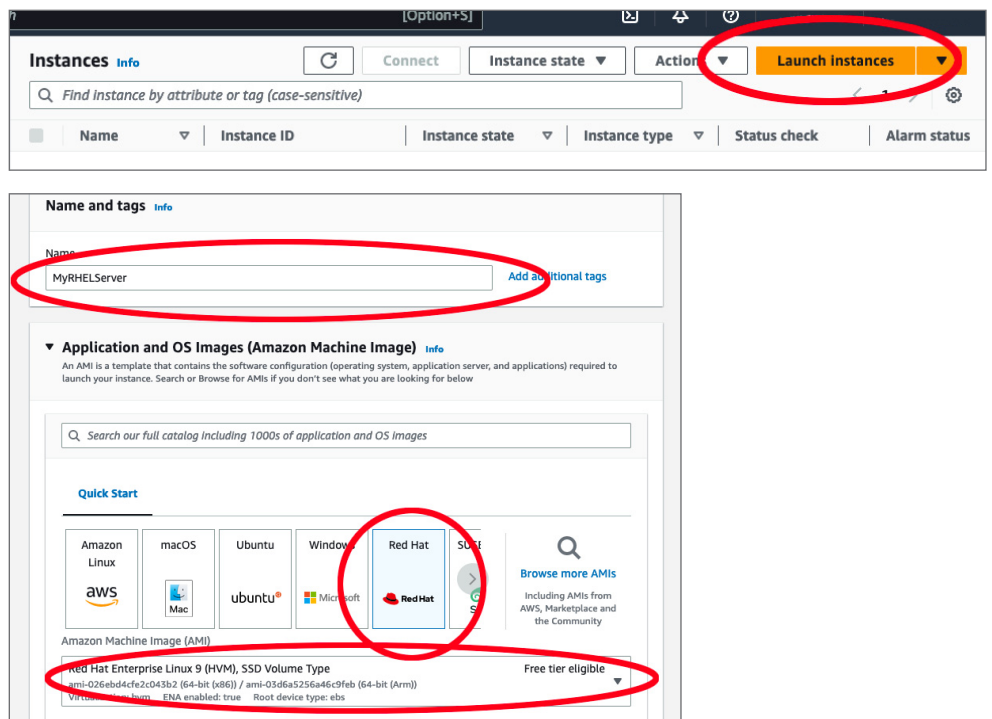 [Option+S]
Instances Info
Connect
Instance state
Actions
Launch instances
Find instance by attribute or tag (case-sensitive)
1
Name
Instance ID
Instance state
Instance type
Status check
Alarm status
Name and tags Info
Name
MyRHELServer
Add additional tags
Application and OS Images (Amazon Machine Image) Info
An AMI is a template that contains the software configuration (operating system, application server, and applications) required to
launch your instance. Search or Browse for AMIs if you don't see what you are looking for below
Search our full catalog including 1000s of application and OS images
Quick Start
Amazon
Linux
aws
macOS
Mac
Ubuntu
ubuntu®
Windows
Microsoft
Red Hat
Red Hat
SUSE
S
Browse more AMIs
Including AMIs from
AWS, Marketplace and
the Community
Amazon Machine Image (AMI)
Red Hat Enterprise Linux 9 (HVM), SSD Volume Type
Free tier eligible
ami-026ebd4cfe2c043b2 (64-bit (x86)) / ami-03d6a5256a46c9feb (64-bit (Arm))
Virtualization: hvm ENA enabled: true Root device type: ebs